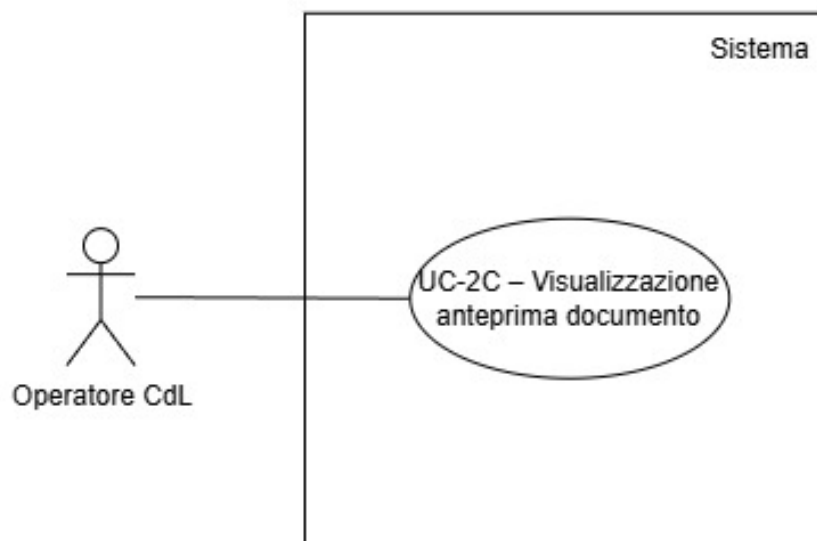 Sistema
UC-2C – Visualizzazione
anteprima documento
Operatore CdL